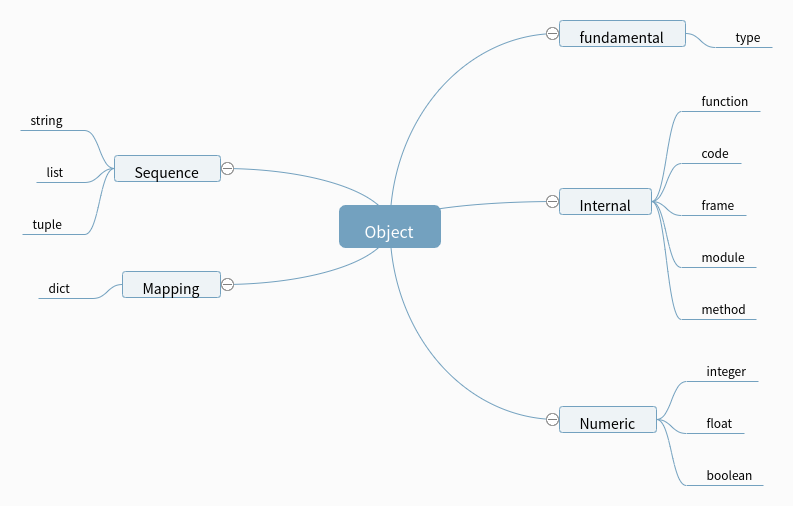 Object
fundamental
type
Internal
function
code
frame
module
method
Numeric
integer
float
boolean
Sequence
string
list
tuple
Mapping
dict